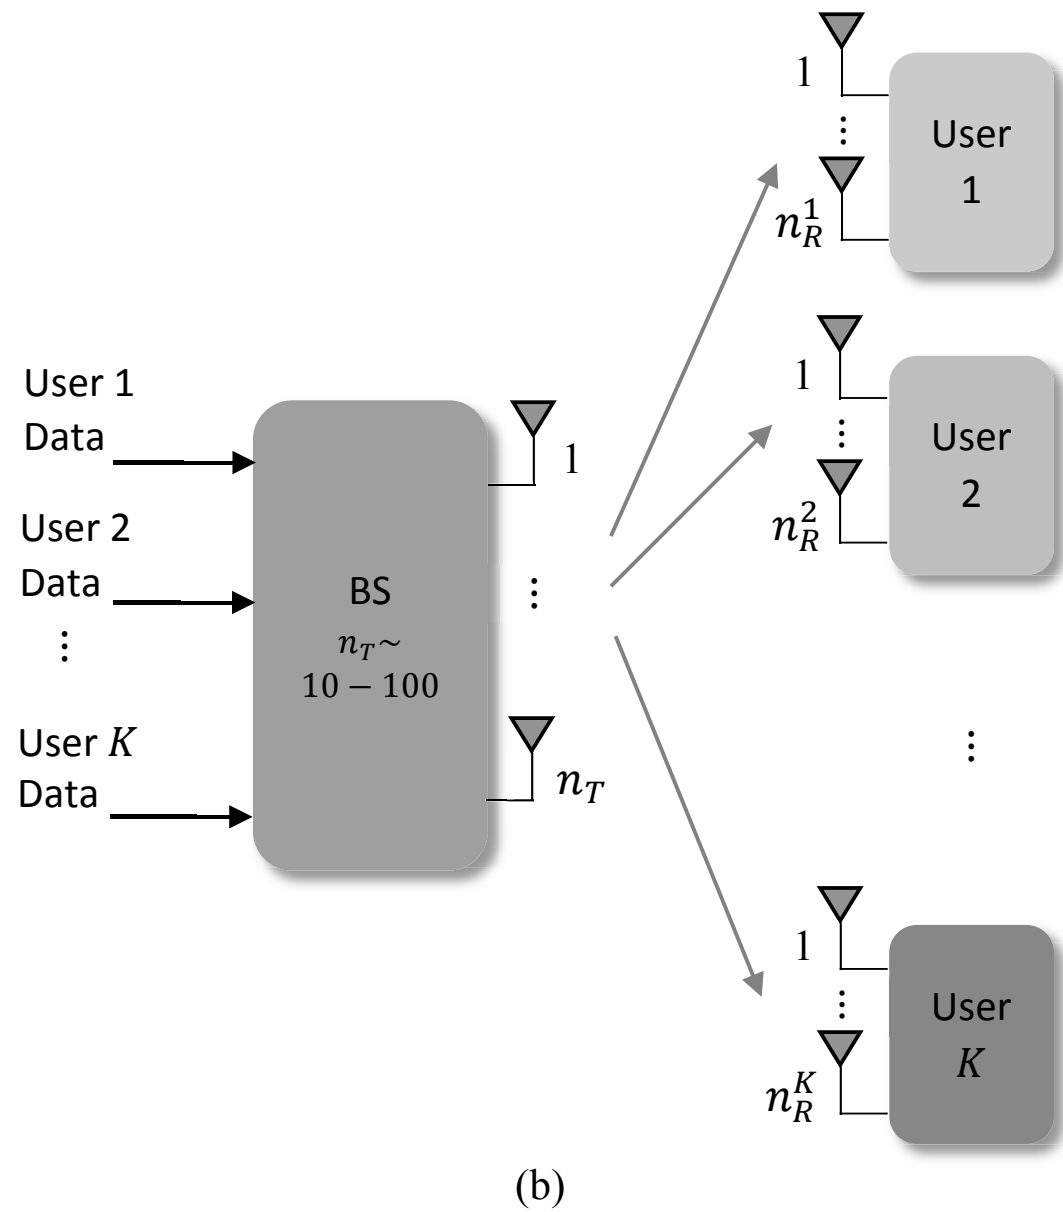 User 1
Data
User 2
Data
⋮
User K
Data
BS
n_T~
10 − 100
1
⋮
n_T
1
⋮
n_R^1
User
1
1
⋮
n_R^2
User
2
⋮
1
⋮
n_R^K
User
K
(b)